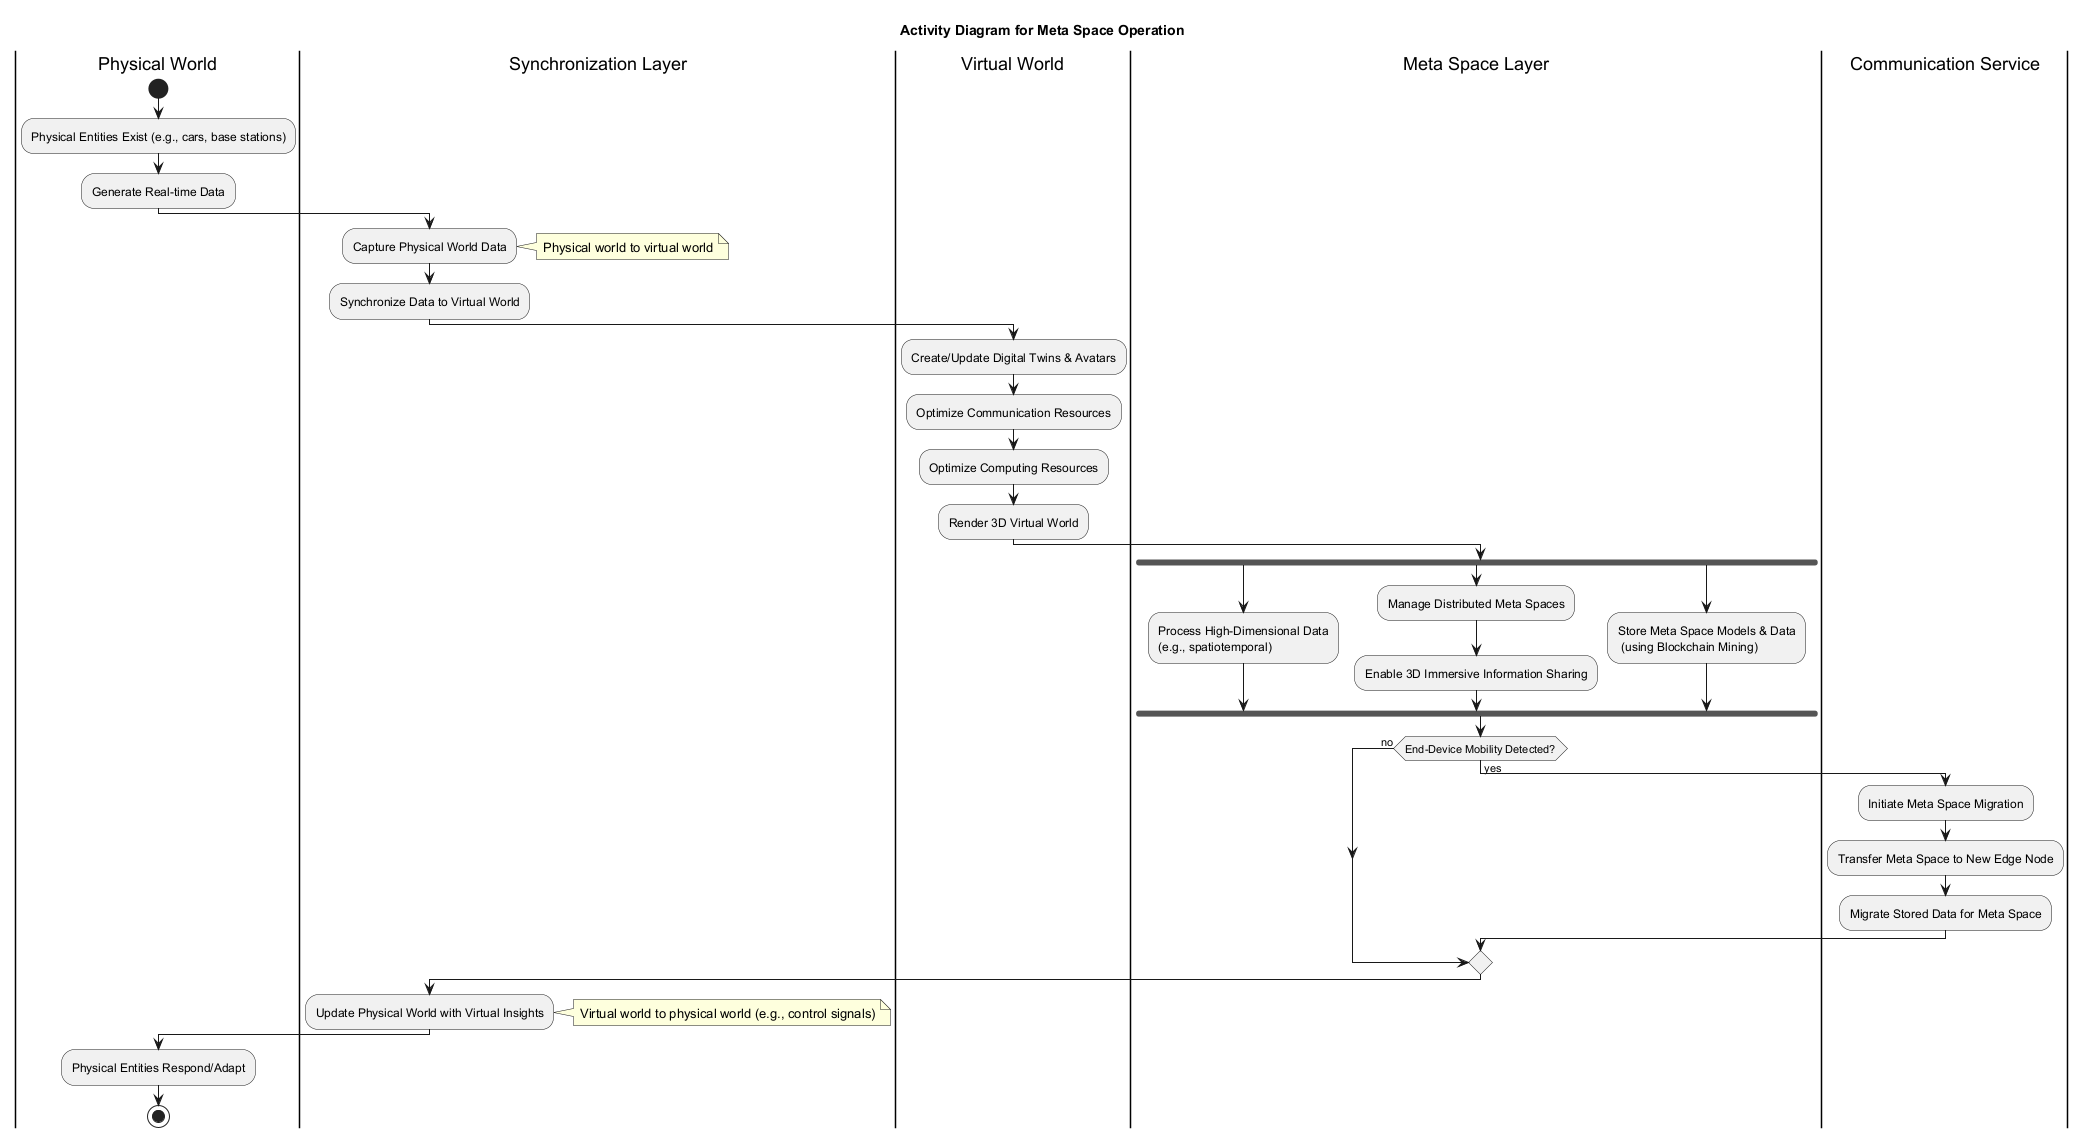 Activity Diagram for Meta Space Operation
Physical World
Synchronization Layer
Virtual World
Meta Space Layer
Communication Service
Physical Entities Exist (e.g., cars, base stations)
Generate Real-time Data
Capture Physical World Data
Physical world to virtual world
Synchronize Data to Virtual World
Create/Update Digital Twins & Avatars
Optimize Communication Resources
Optimize Computing Resources
Render 3D Virtual World
Process High-Dimensional Data
(e.g., spatiotemporal)
Manage Distributed Meta Spaces
Enable 3D Immersive Information Sharing
Store Meta Space Models & Data
(using Blockchain Mining)
End-Device Mobility Detected?
no
yes
Initiate Meta Space Migration
Transfer Meta Space to New Edge Node
Migrate Stored Data for Meta Space
Update Physical World with Virtual Insights
Virtual world to physical world (e.g., control signals)
Physical Entities Respond/Adapt